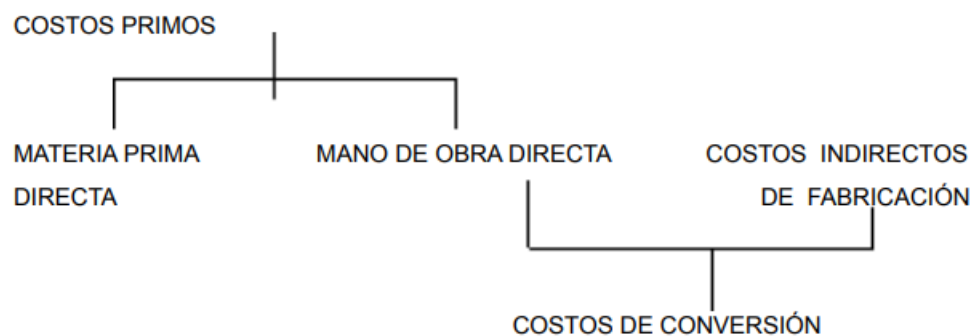 COSTOS PRIMOS
MATERIA PRIMA DIRECTA
MANO DE OBRA DIRECTA
COSTOS INDIRECTOS DE FABRICACIÓN
COSTOS DE CONVERSIÓN